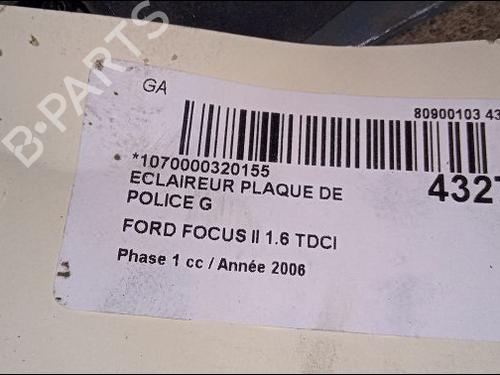 B-PARTS
GA
80900103 43
*1070000320155
ECLAIREUR PLAQUE DE
POLICE G
432
FORD FOCUS II 1.6 TDCI
Phase 1 cc / Année 2006